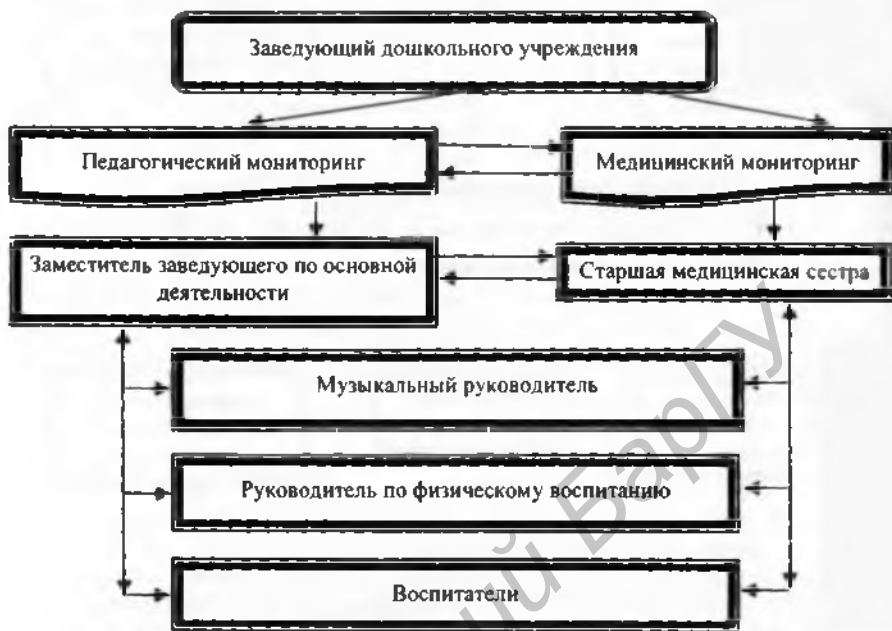 Заведующий дошкольного учреждения
Педагогический мониторинг
Медицинский мониторинг
Заместитель заведующего по основной
деятельности
Старшая медицинская сестра
Музыкальный руководитель
Руководитель по физическому воспитанию
Воспитатели
БарГУ